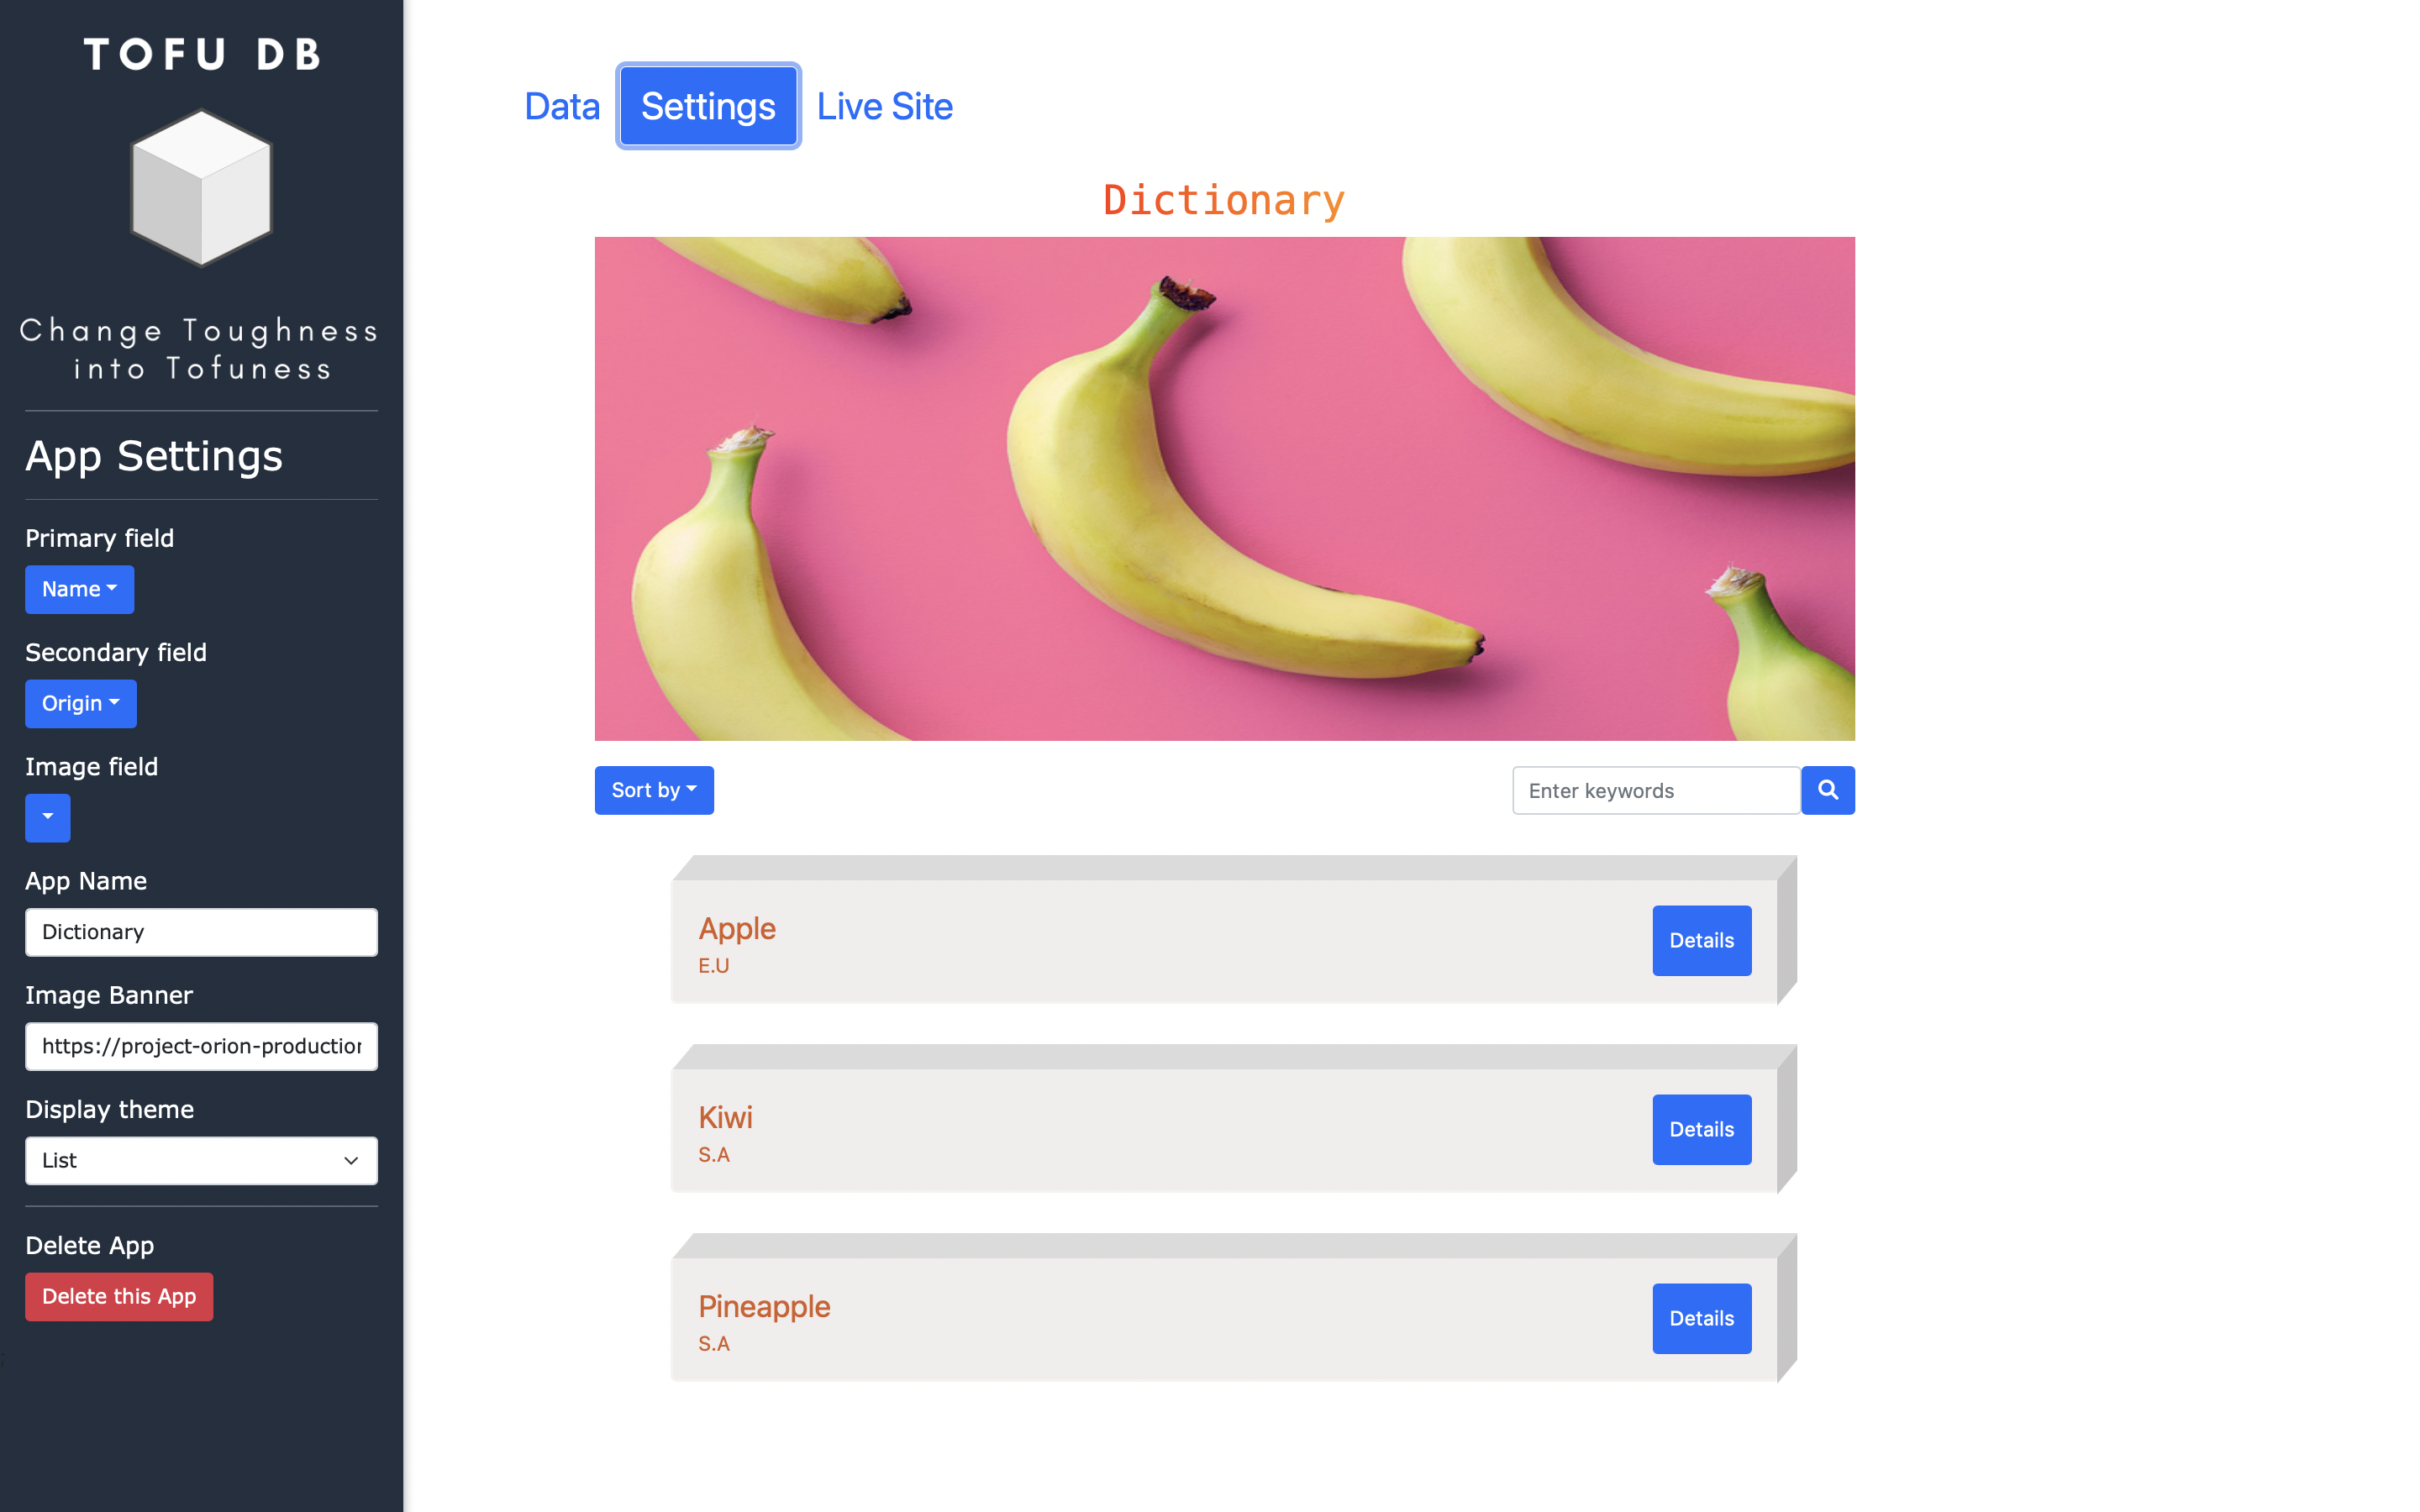 TOFU DB
Change Toughness
into Tofuness
App Settings
Primary field
Name
Secondary field
Origin
Image field
App Name
Dictionary
Image Banner
https://project-orion-production
Display theme
List
Delete App
Delete this App
Data Settings Live Site
Dictionary
Sort by
Enter keywords
Apple
E.U
Details
Kiwi
S.A
Details
Pineapple
S.A
Details